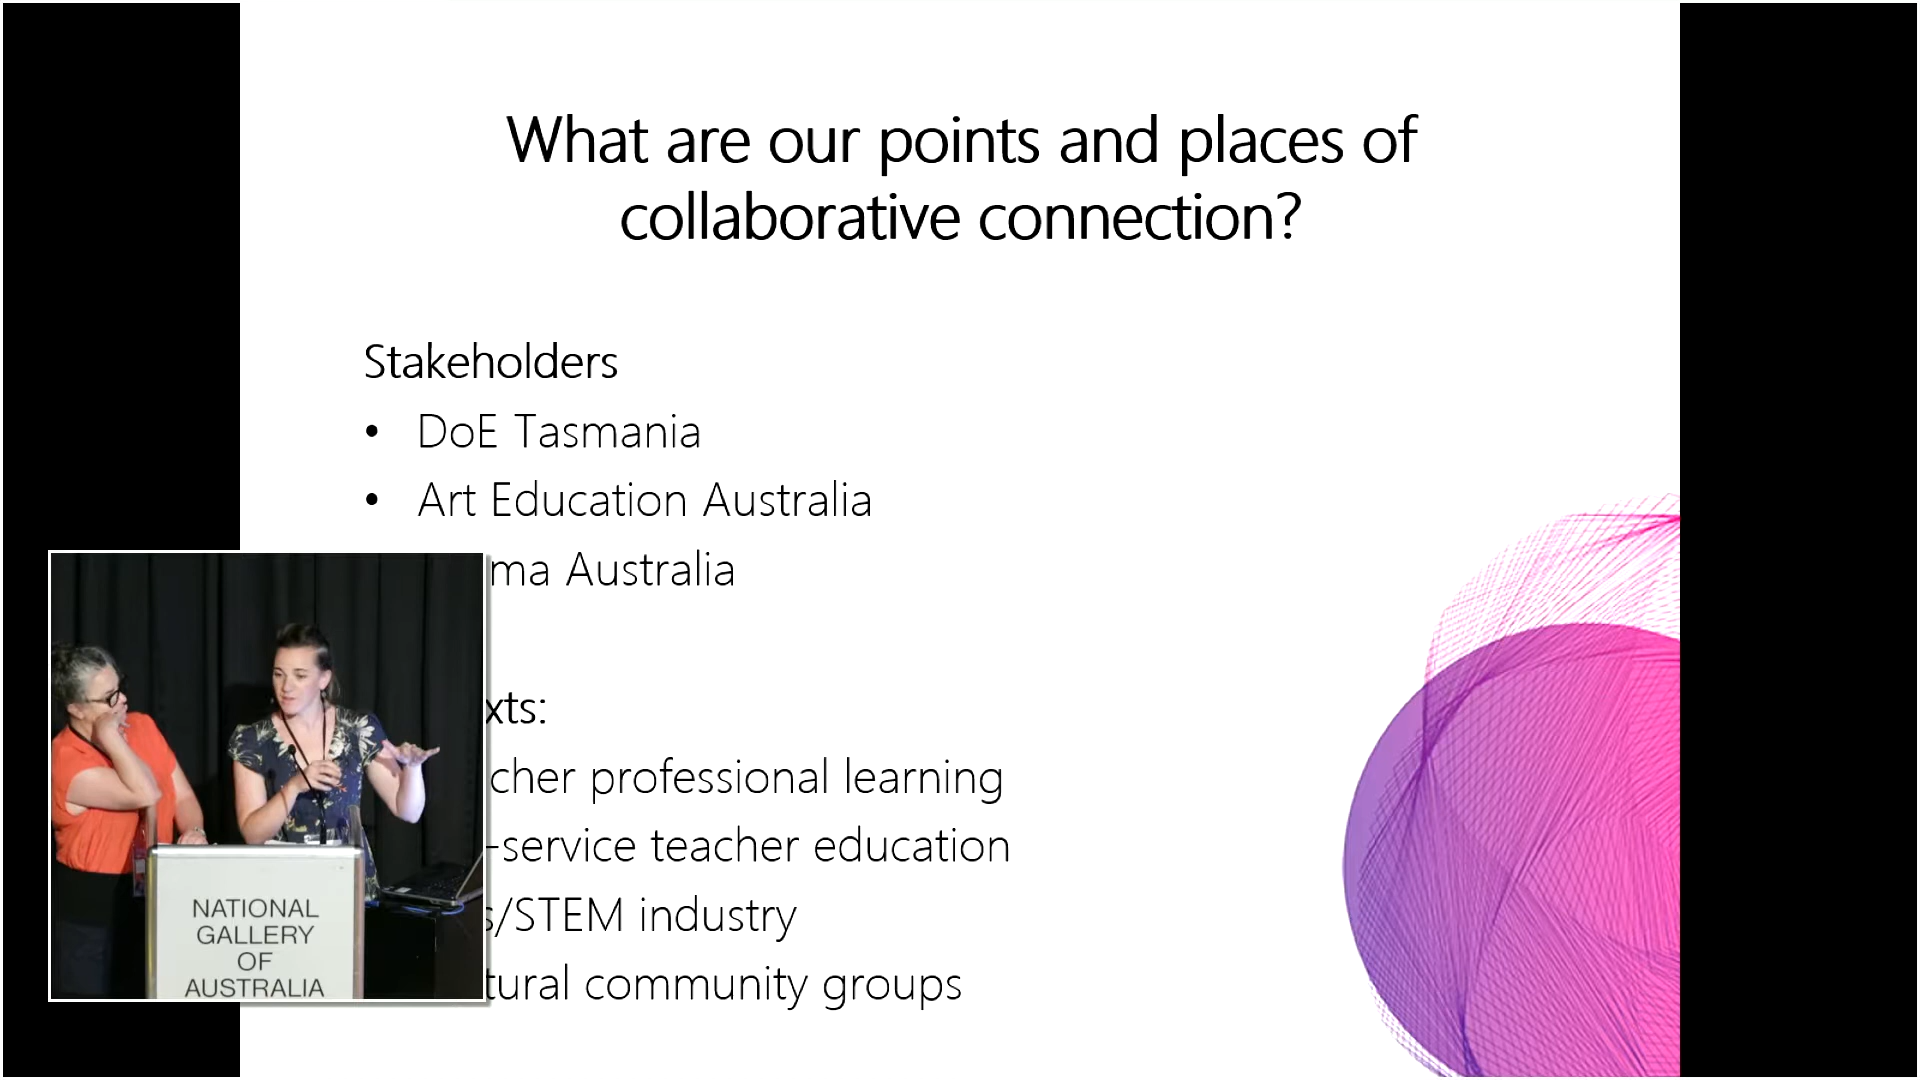 What are our points and places of
collaborative connection?
Stakeholders
• DoE Tasmania
• Art Education Australia
ma Australia
xts:
cher professional learning
-service teacher education
s/STEM industry
tural community groups
NATIONAL
GALLERY
OF
AUSTRALIA